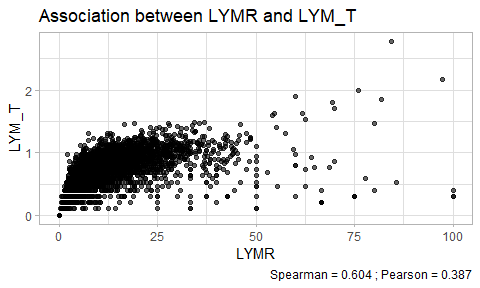 Association between LYMR and LYM_T
LYM_T
2
1
0
0 25 50 75 100
LYMR
Spearman = 0.604 ; Pearson = 0.387